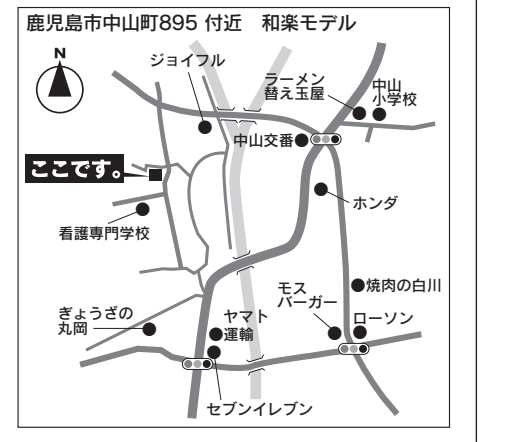 鹿児島市中山町895 付近　和楽モデル
N
ジョイフル
ラーメン
替え玉屋
中山
小学校
中山交番
ここです。
ホンダ
看護専門学校
焼肉の白川
モス
バーガー
ローソン
ぎょうざの
丸岡
ヤマト
運輸
セブンイレブン